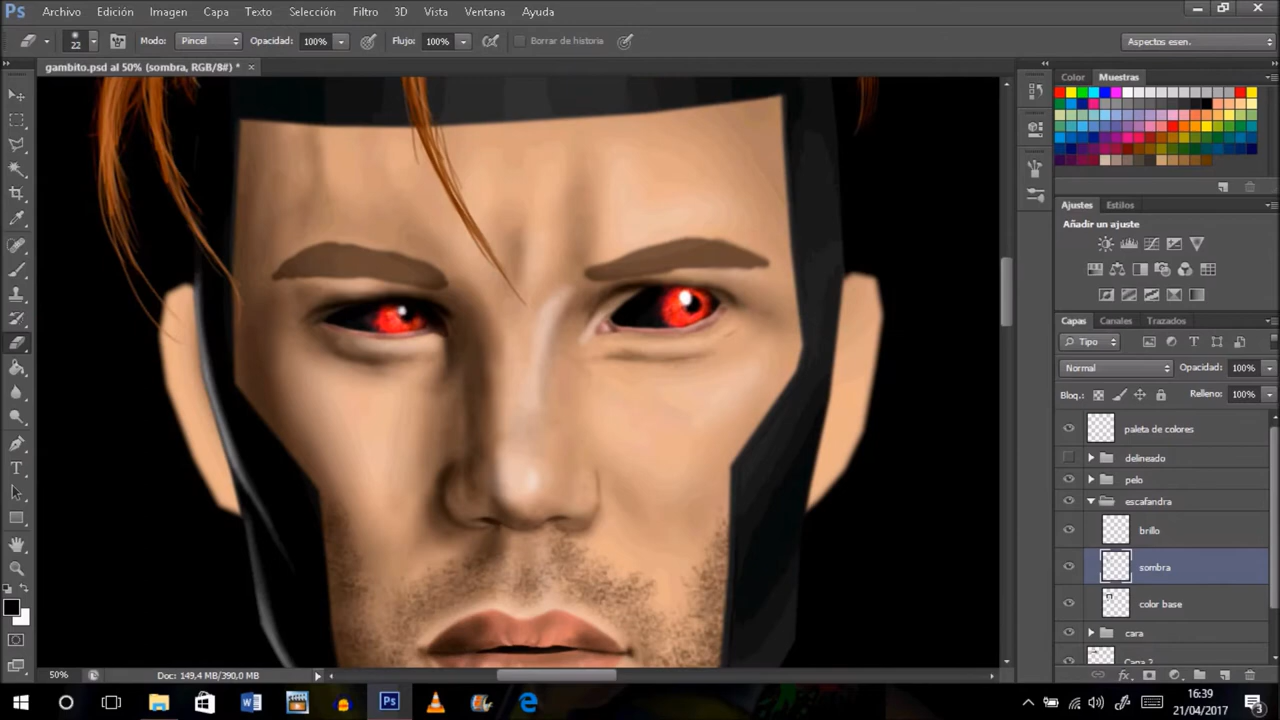 Ps Archivo Edición Imagen Capa Texto Selección Filtro 3D Vista Ventana Ayuda
22 Modo: Pincel Opacidad: 100% Flujo: 100% Borrar de historia Aspectos esen.
gambito.psd al 50% (sombra, RGB/8#) * ×
Color Muestras
Ajustes Estilos
Añadir un ajuste
Capas Canales Trazados
Tipo
Normal Opacidad: 100%
Bloq.: Relleno: 100%
paleta de colores
delineado
pelo
escafandra
brillo
sombra
color base
cara
Capa 2
50% Doc: 149,4 MB/390,0 MB
16:39
21/04/2017
3